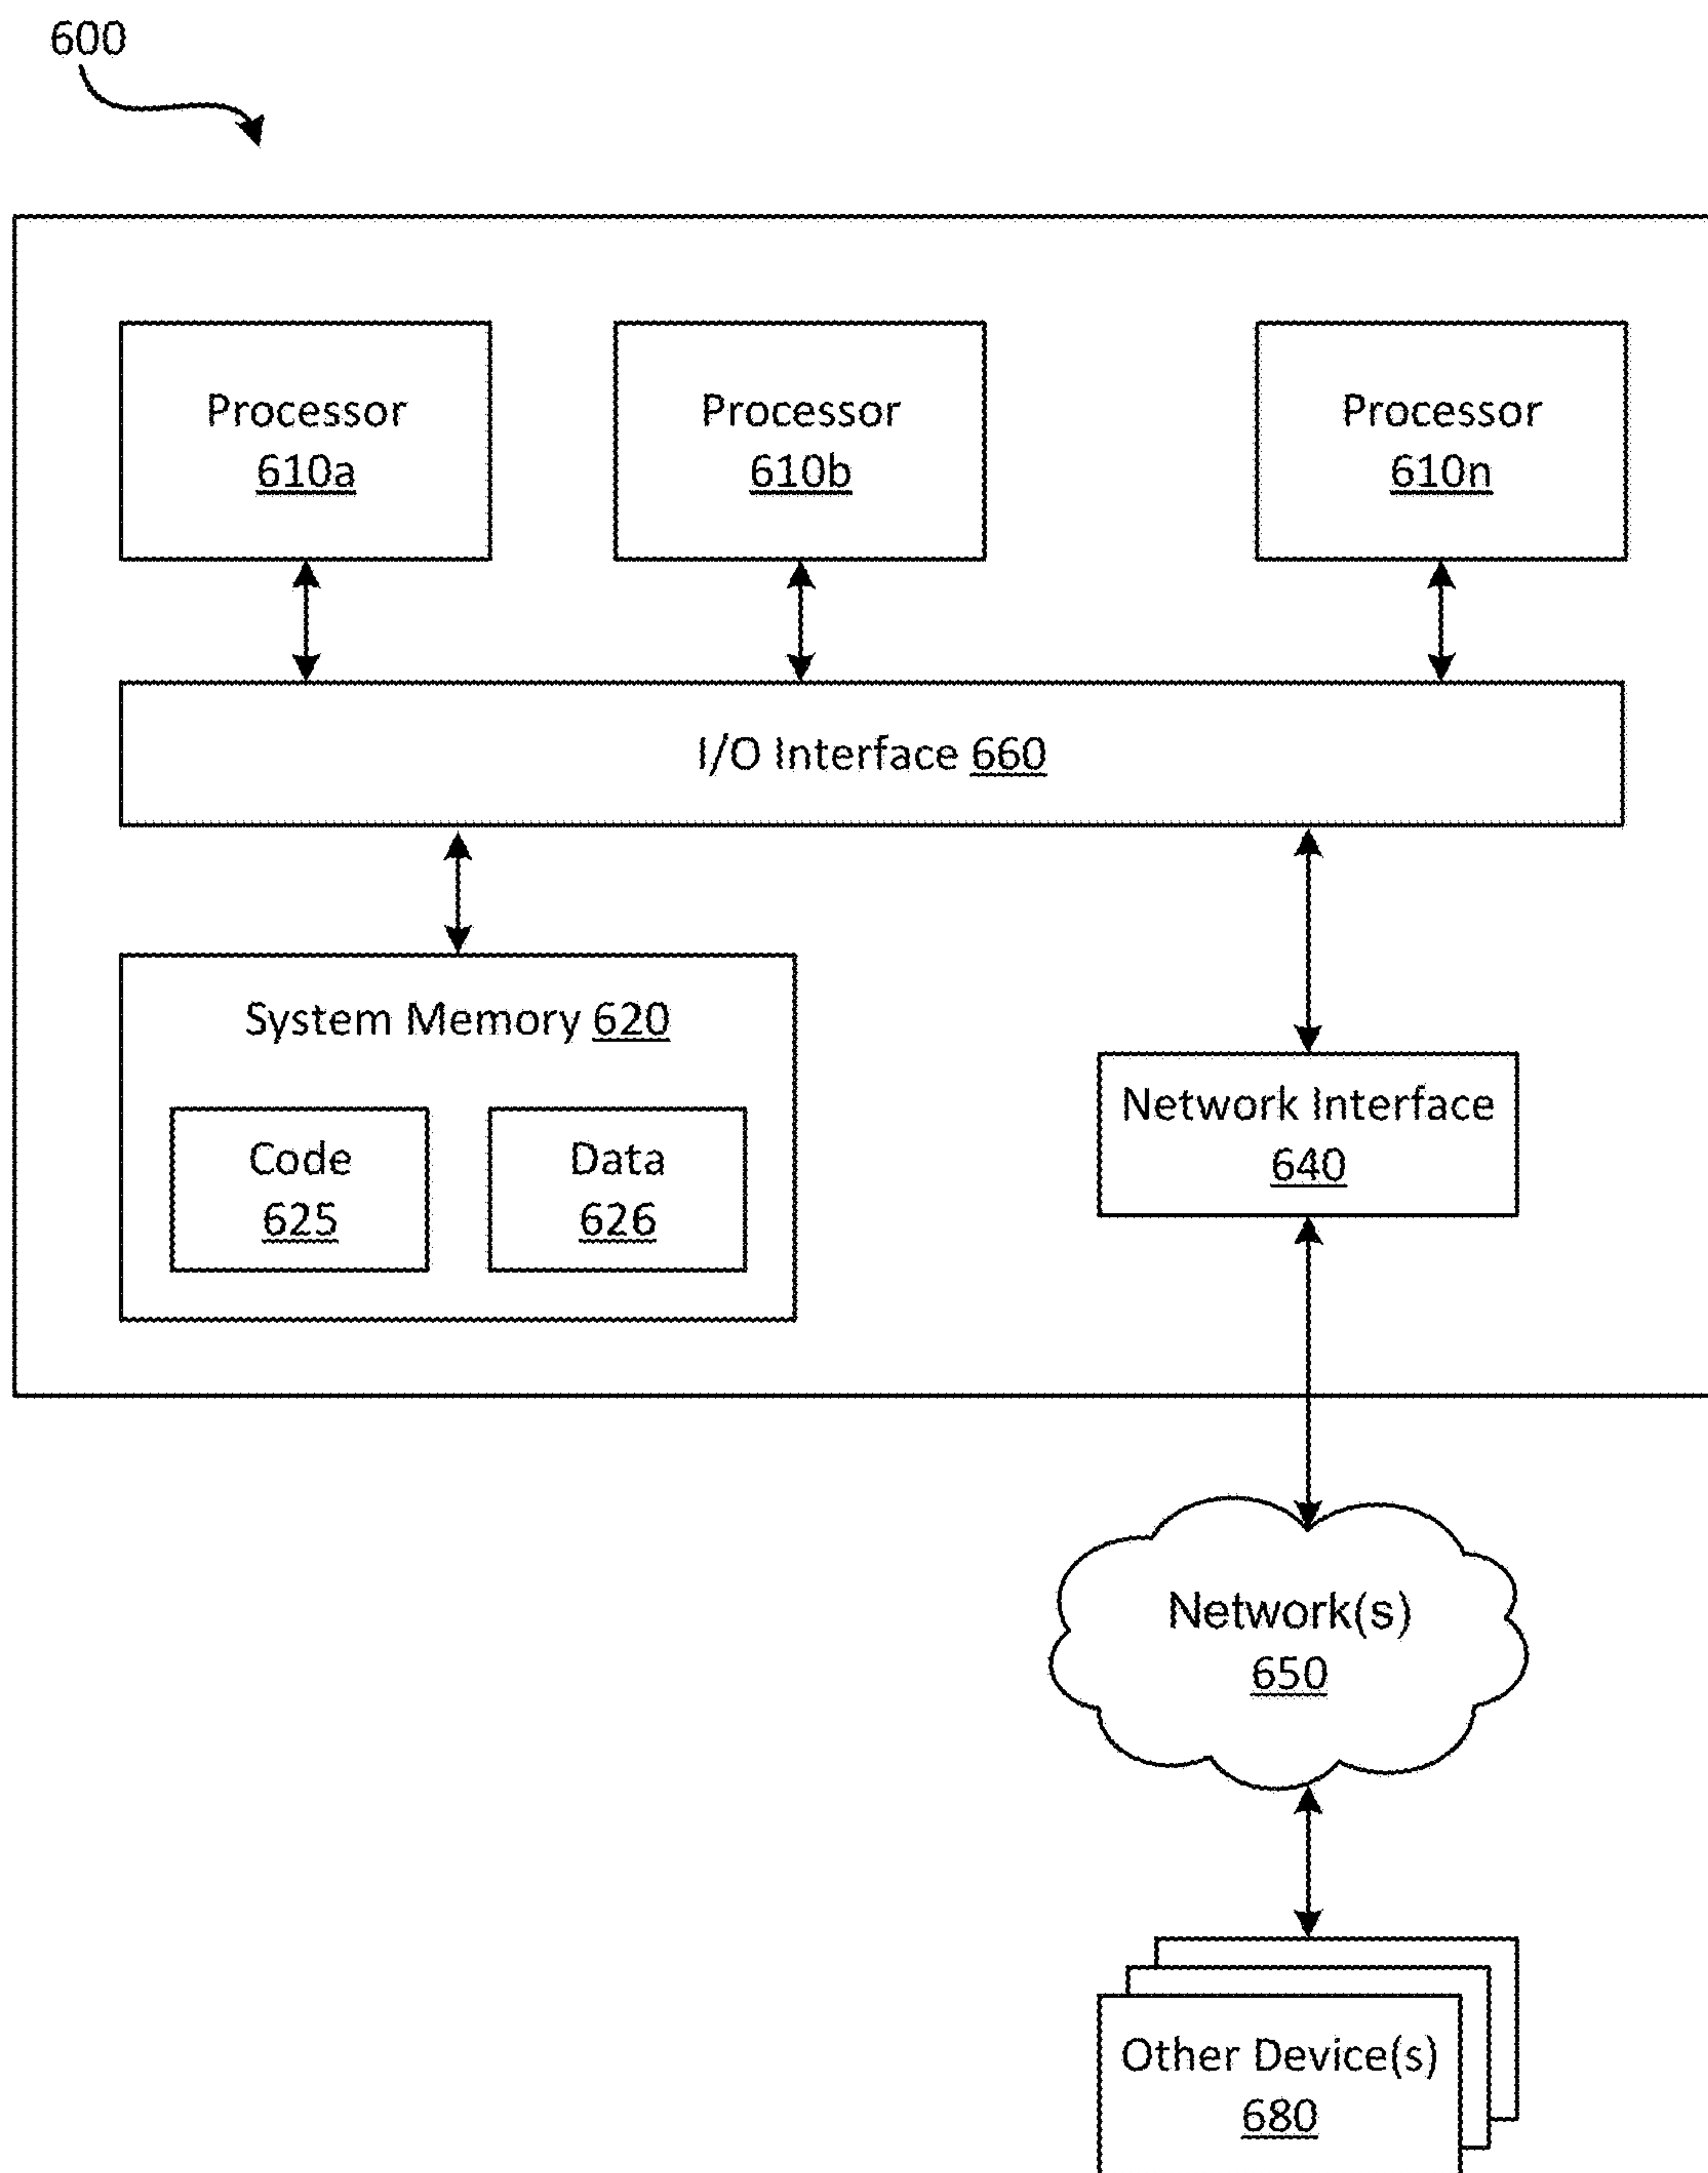 600
Processor
610a
Processor
610b
Processor
610n
I/O Interface 660
System Memory 620
Code
625
Data
626
Network Interface
640
Network(s)
650
Other Device(s)
680